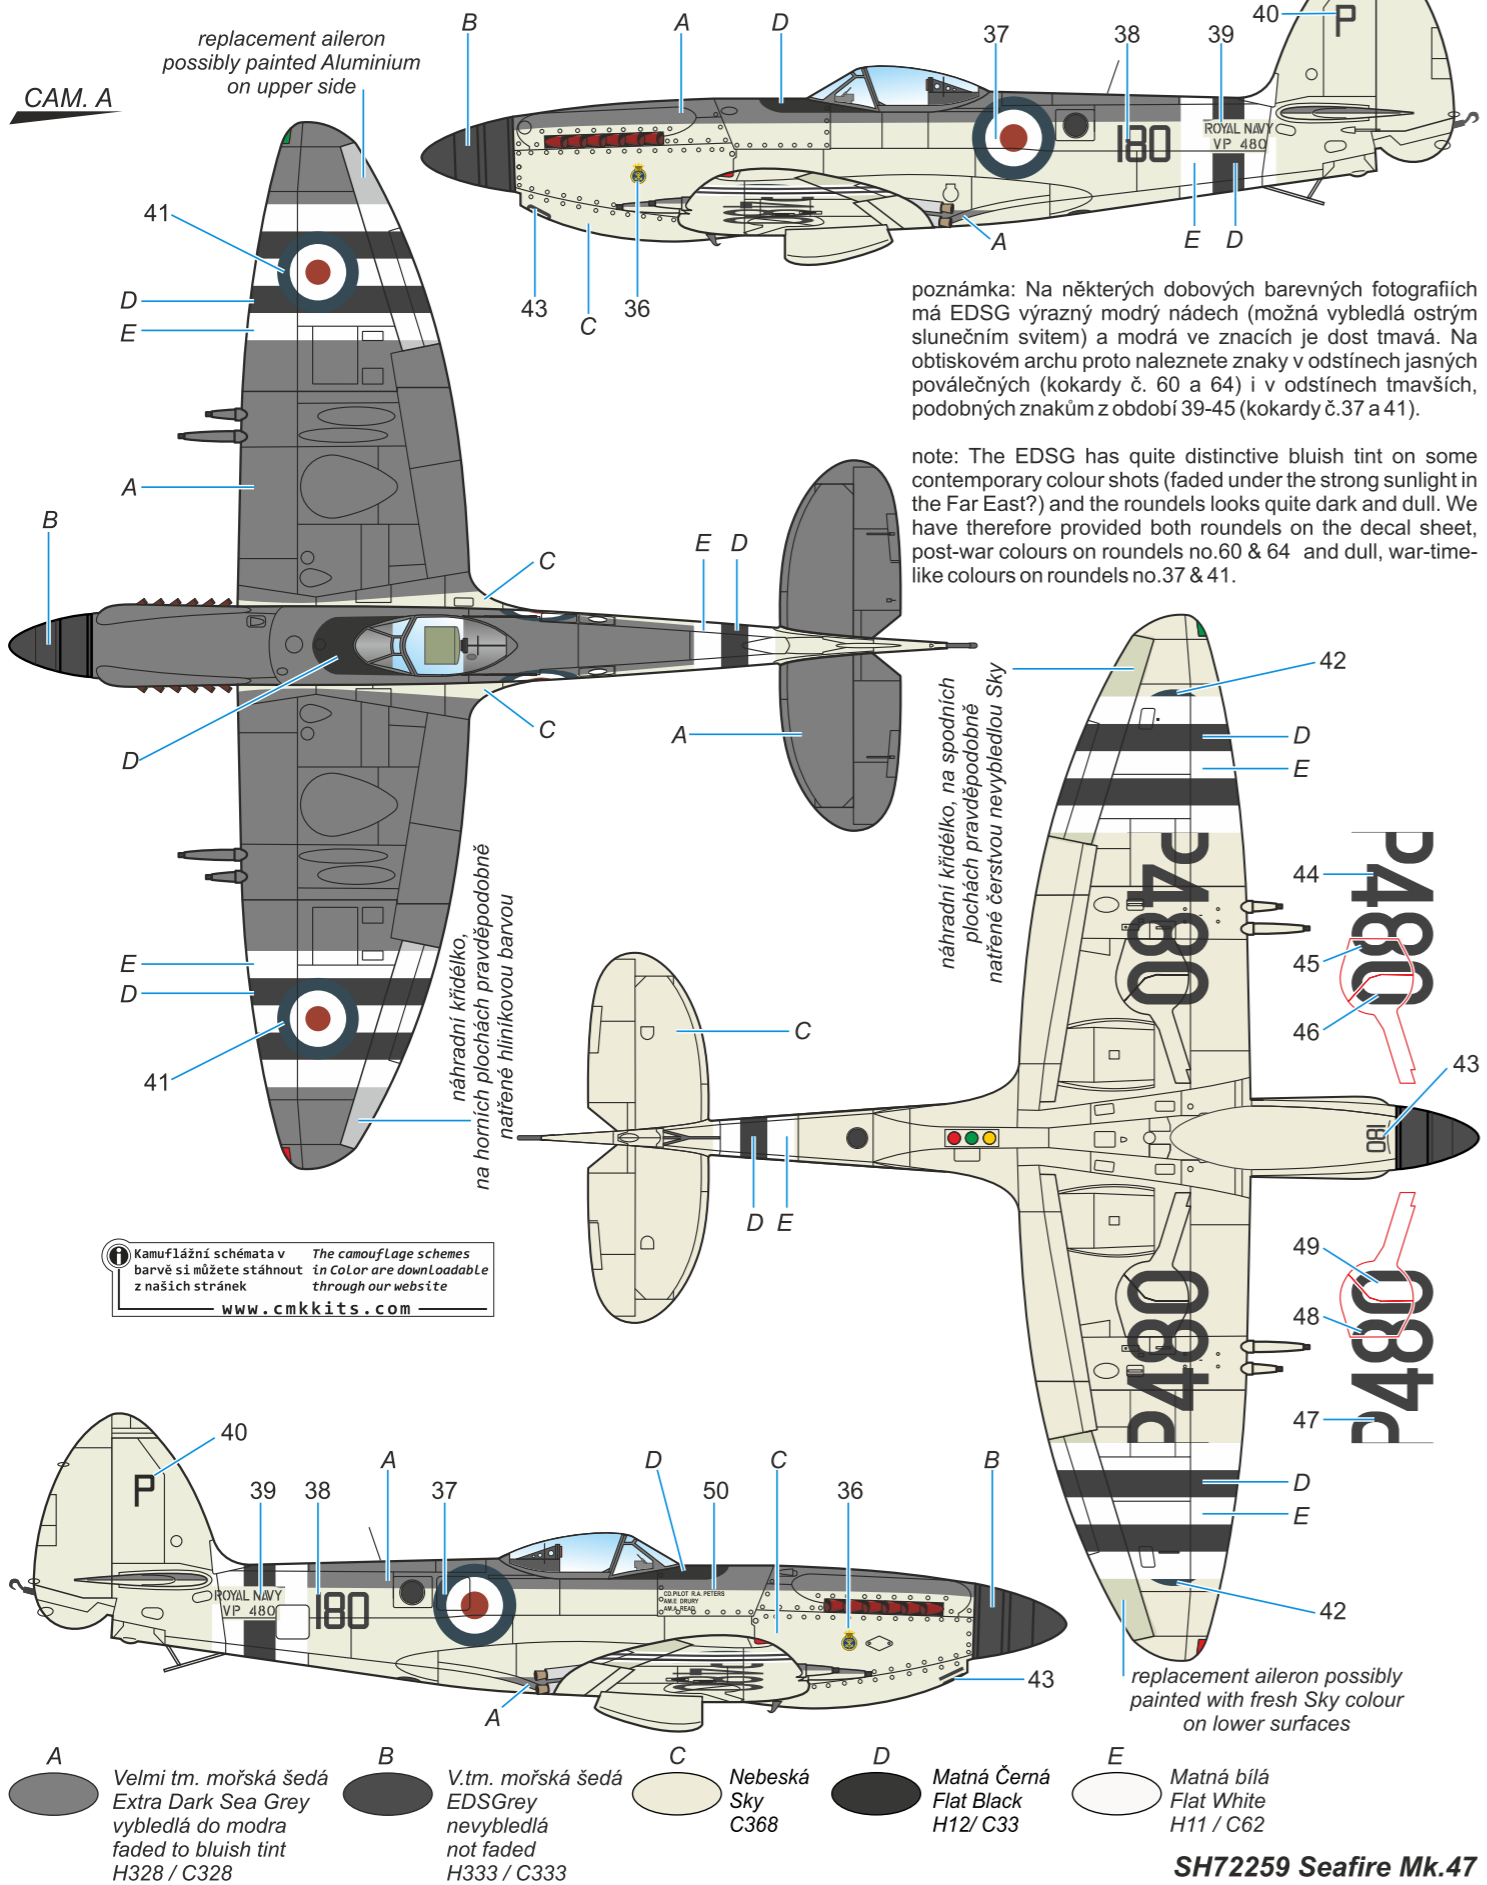 CAM. A
replacement aileron
possibly painted Aluminium
on upper side
B
A
D
37
38
39
40
P
180
ROYAL NAVY
VP 480
43
C
36
A
E
D
41
D
E
A
B
C
E
D
C
D
A
E
D
41
poznámka: Na některých dobových barevných fotografiích
má EDSG výrazný modrý nádech (možná vybledlá ostrým
slunečním svitem) a modrá ve znacích je dost tmavá. Na
obtiskovém archu proto naleznete znaky v odstínech jasných
poválečných (kokardy č. 60 a 64) i v odstínech tmavších,
podobných znakům z období 39-45 (kokardy č.37 a 41).
note: The EDSG has quite distinctive bluish tint on some
contemporary colour shots (faded under the strong sunlight in
the Far East?) and the roundels looks quite dark and dull. We
have therefore provided both roundels on the decal sheet,
post-war colours on roundels no.60 & 64 and dull, war-time-
like colours on roundels no.37 & 41.
náhradní křidélko,
na horních plochách pravděpodobně
natřené hliníkovou barvou
náhradní křidélko, na spodních
plochách pravděpodobně
natřené čerstvou nevybledlou Sky
42
D
E
P480
P480
44
45
46
43
180
C
D
E
49
48
47
P480
P480
D
E
42
replacement aileron possibly
painted with fresh Sky colour
on lower surfaces
Kamuflážní schémata v
barvě si můžete stáhnout
z našich stránek
The camouflage schemes
in Color are downloadable
through our website
www.cmkkits.com
40
P
39
38
A
37
D
50
C
36
B
ROYAL NAVY
VP 480
180
CO.PILOT R.A. PETERS
AM.E DRURY
AM.A. READ
A
43
A
Velmi tm. mořská šedá
Extra Dark Sea Grey
vybledlá do modra
faded to bluish tint
H328 / C328
B
V.tm. mořská šedá
EDSGrey
nevybledlá
not faded
H333 / C333
C
Nebeská
Sky
C368
D
Matná Černá
Flat Black
H12/ C33
E
Matná bílá
Flat White
H11 / C62
SH72259 Seafire Mk.47